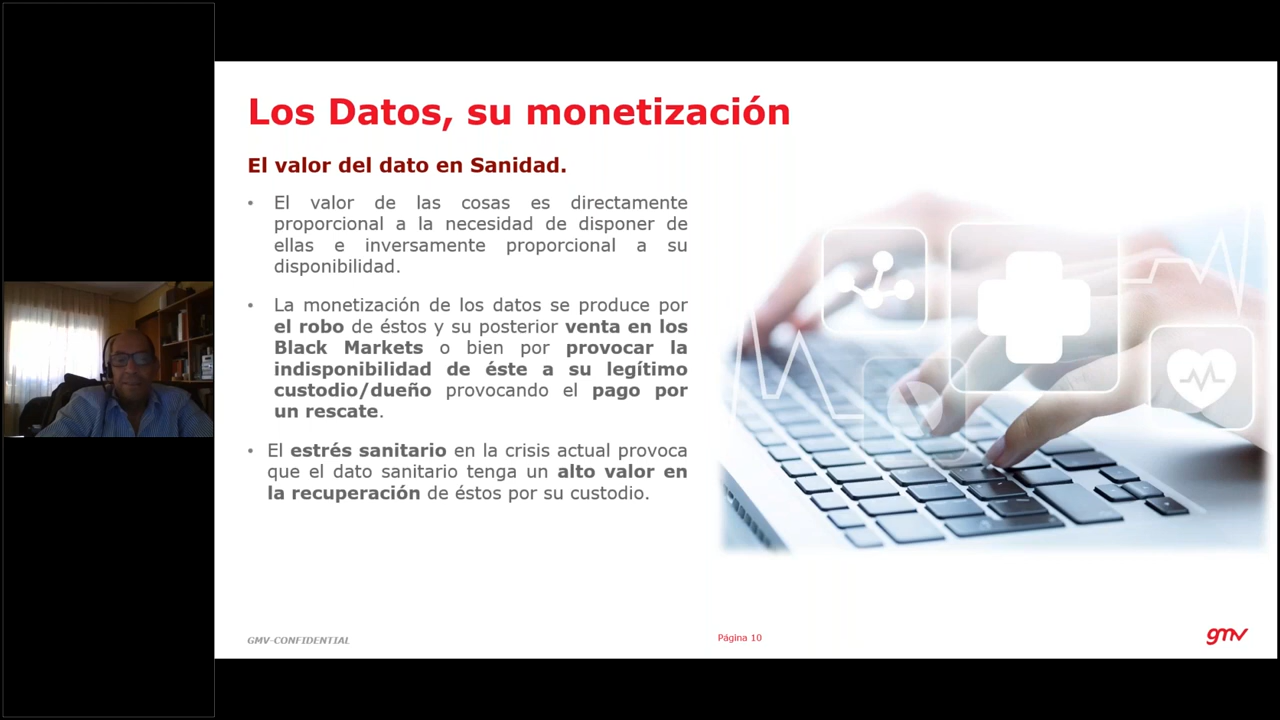 Los Datos, su monetización
El valor del dato en Sanidad.
• El valor de las cosas es directamente
proporcional a la necesidad de disponer de
ellas e inversamente proporcional a su
disponibilidad.
• La monetización de los datos se produce por
el robo de éstos y su posterior venta en los
Black Markets o bien por provocar la
indisponibilidad de éste a su legítimo
custodio/dueño provocando el pago por
un rescate.
• El estrés sanitario en la crisis actual provoca
que el dato sanitario tenga un alto valor en
la recuperación de éstos por su custodio.
GMV-CONFIDENTIAL
Página 10
gmv